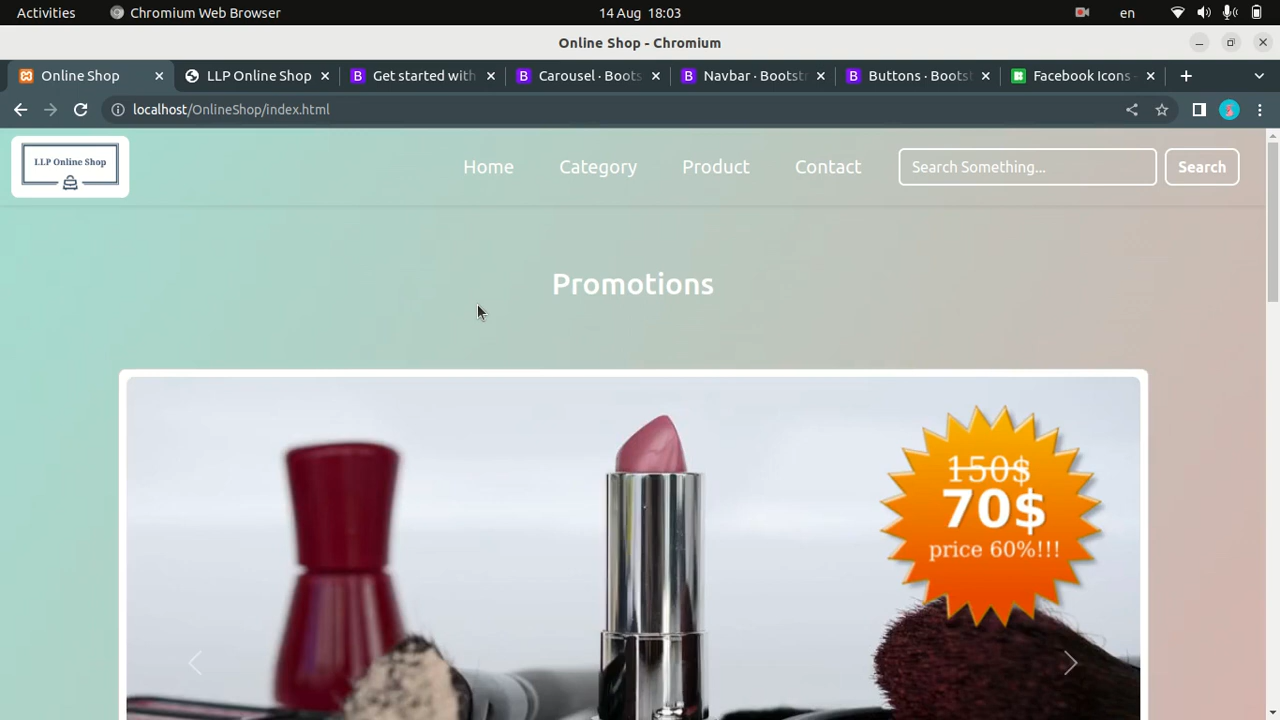 Activities
Chromium Web Browser
14 Aug 18:03
en
Online Shop - Chromium
Online Shop
LLP Online Shop
Get started with
Carousel · Boots
Navbar · Bootst
Buttons · Bootst
Facebook Icons -
localhost/OnlineShop/index.html
LLP Online Shop
Home
Category
Product
Contact
Search Something...
Search
Promotions
150$
70$
price 60%!!!